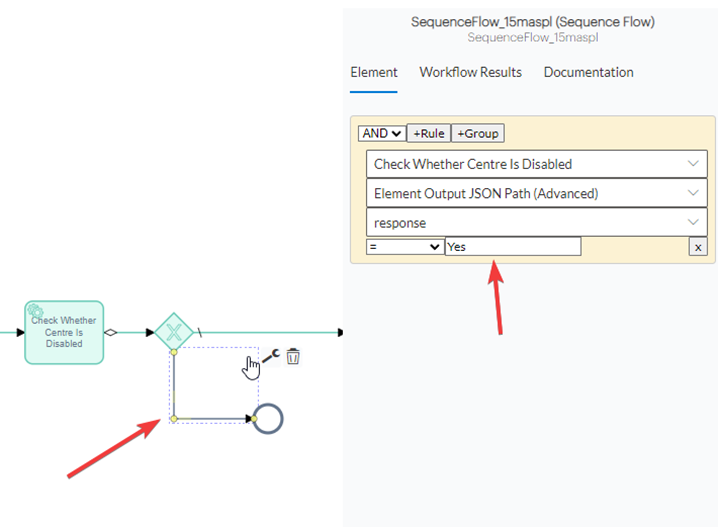 SequenceFlow_15maspl (Sequence Flow)
SequenceFlow_15maspl
Element Workflow Results Documentation
AND +Rule +Group
Check Whether Centre Is Disabled
Element Output JSON Path (Advanced)
response
= Yes x
Check Whether
Centre Is
Disabled
X